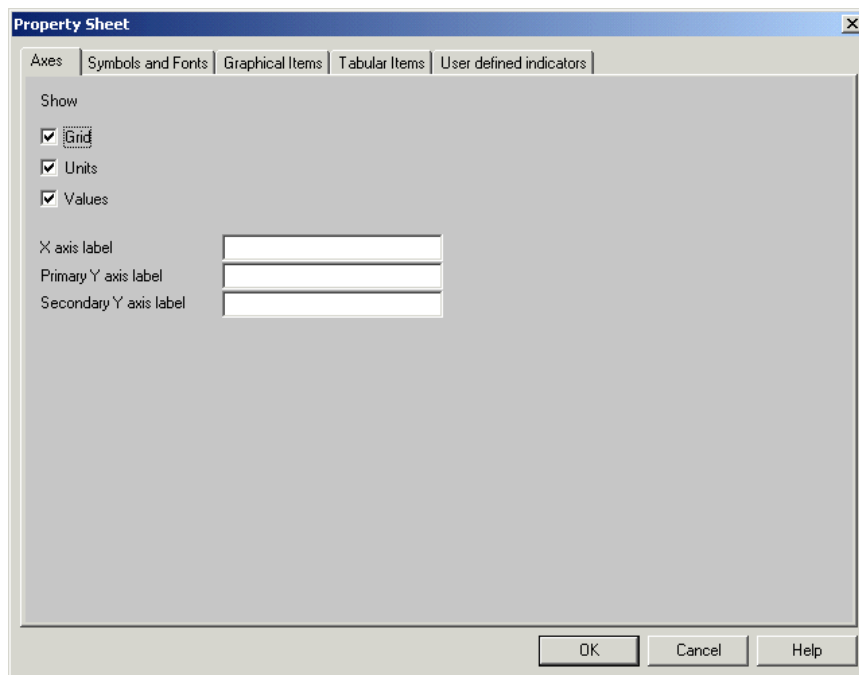 Property Sheet
Axes Symbols and Fonts Graphical Items Tabular Items User defined indicators
Show
Grid
Units
Values
X axis label
Primary Y axis label
Secondary Y axis label
OK Cancel Help